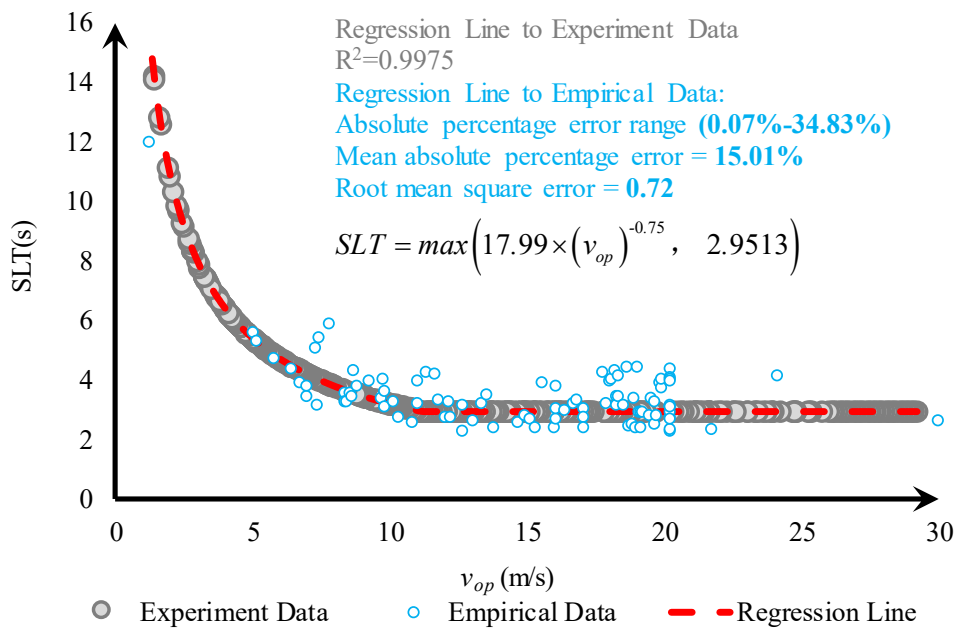 16
14
12
10
8
6
4
2
0
SLT(s)
Regression Line to Experiment Data
R²=0.9975
Regression Line to Empirical Data:
Absolute percentage error range (0.07%-34.83%)
Mean absolute percentage error = 15.01%
Root mean square error = 0.72
SLT = max(17.99×(v_op)^-0.75, 2.9513)
0 5 10 15 20 25 30
v_op (m/s)
Experiment Data Empirical Data Regression Line